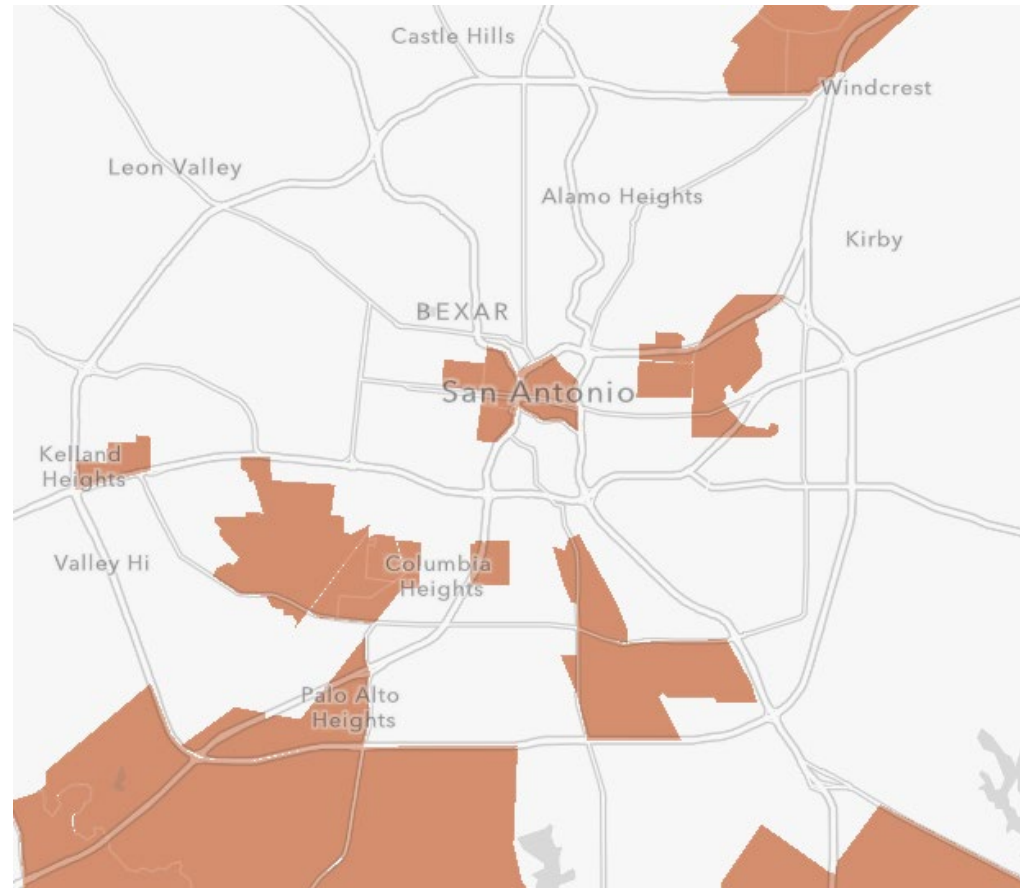 Castle Hills
Windcrest
Leon Valley
Alamo Heights
Kirby
BEXAR
San Antonio
Kelland
Heights
Valley Hi
Columbia
Heights
Palo Alto
Heights